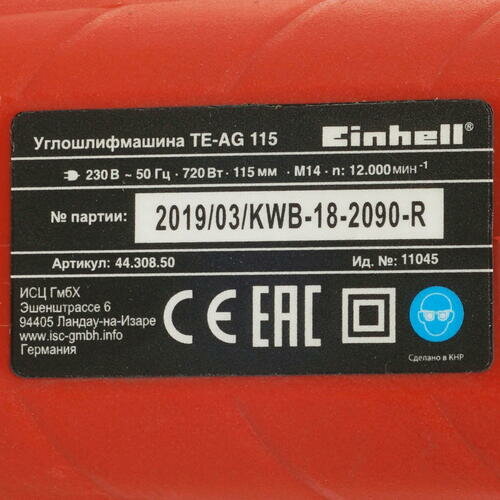 Углошлифмашина TE-AG 115
Einhell®
230 В ~ 50 Гц · 720 Вт · 115 мм · M14 · n: 12.000 мин⁻¹
№ партии: 2019/03/KWB-18-2090-R
Артикул: 44.308.50 Ид. №: 11045
ИСЦ ГмбХ
Эшенштрассе 6
94405 Ландау-на-Изаре
www.isc-gmbh.info
Германия
CE EAC
Сделано в КНР